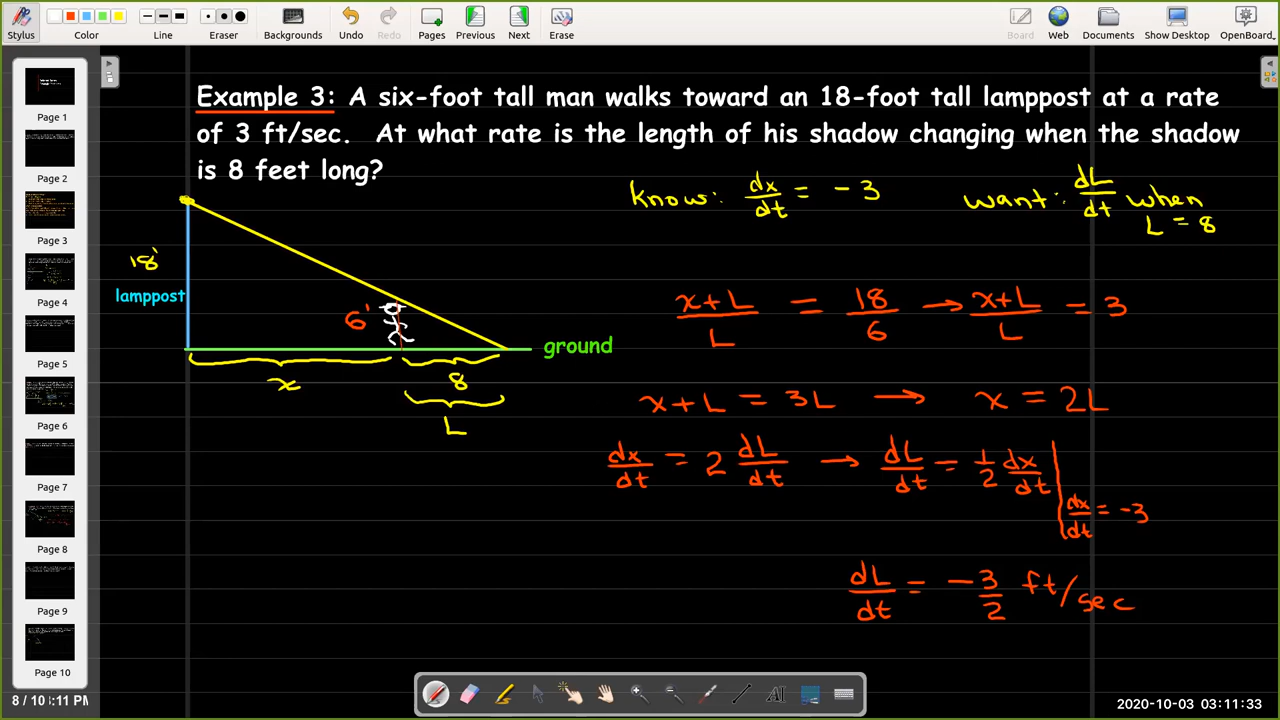 Stylus Color Line Eraser Backgrounds Undo Redo Pages Previous Next Erase Board Web Documents Show Desktop OpenBoard
Page 1
Page 2
Page 3
Page 4
Page 5
Page 6
Page 7
Page 8
Page 9
Page 10
Example 3: A six-foot tall man walks toward an 18-foot tall lamppost at a rate
of 3 ft/sec. At what rate is the length of his shadow changing when the shadow
is 8 feet long?
know: dx/dt = -3
want: dL/dt when
L = 8
18'
lamppost
6'
ground
x
8
L
(x+L)/L = 18/6 → (x+L)/L = 3
x+L = 3L → x = 2L
dx/dt = 2 dL/dt → dL/dt = 1/2 dx/dt | dx/dt = -3
dL/dt = -3/2 ft/sec
AI
2020-10-03 03:11:33